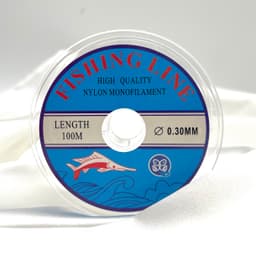 FISHING LINE
HIGH QUALITY
NYLON MONOFILAMENT
LENGTH
100M
Ø 0.30MM